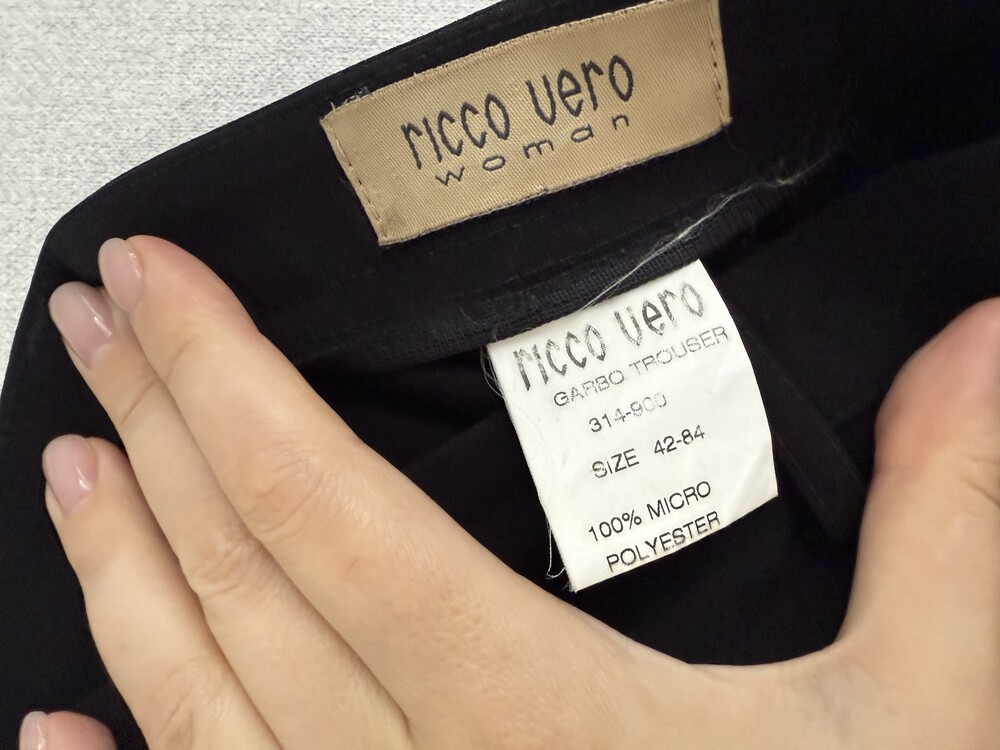 ricco vero
woman
ricco vero
GARBO TROUSER
314-900
SIZE 42-84
100% MICRO
POLYESTER